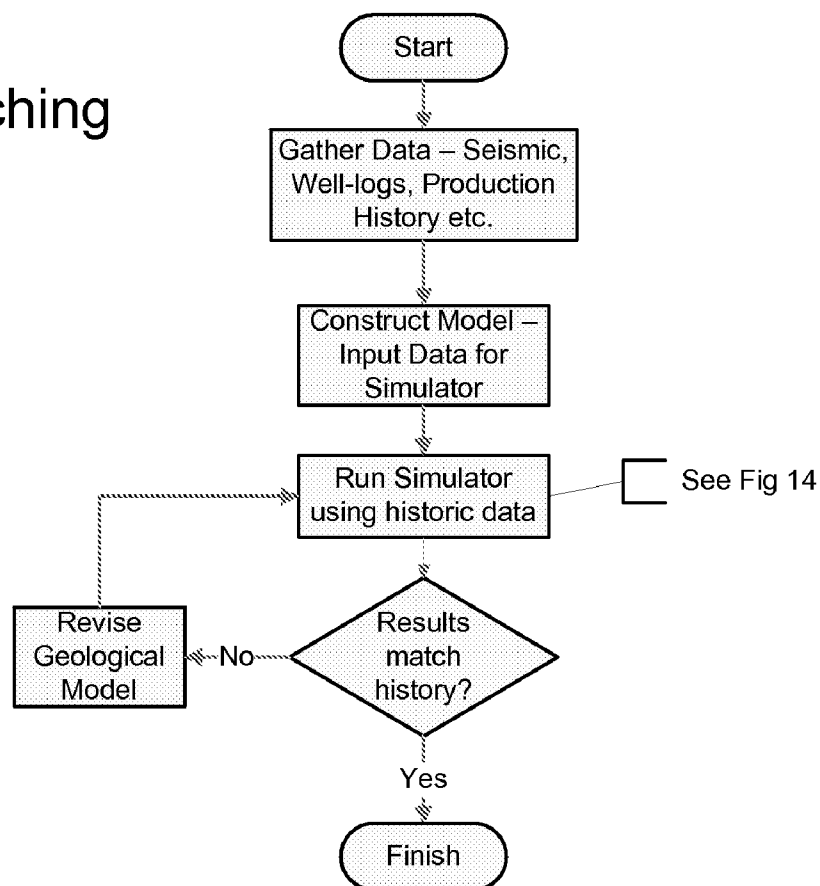 ching
Start
Gather Data – Seismic,
Well-logs, Production
History etc.
Construct Model –
Input Data for
Simulator
Run Simulator
using historic data
See Fig 14
Results
match
history?
No
Revise
Geological
Model
Yes
Finish